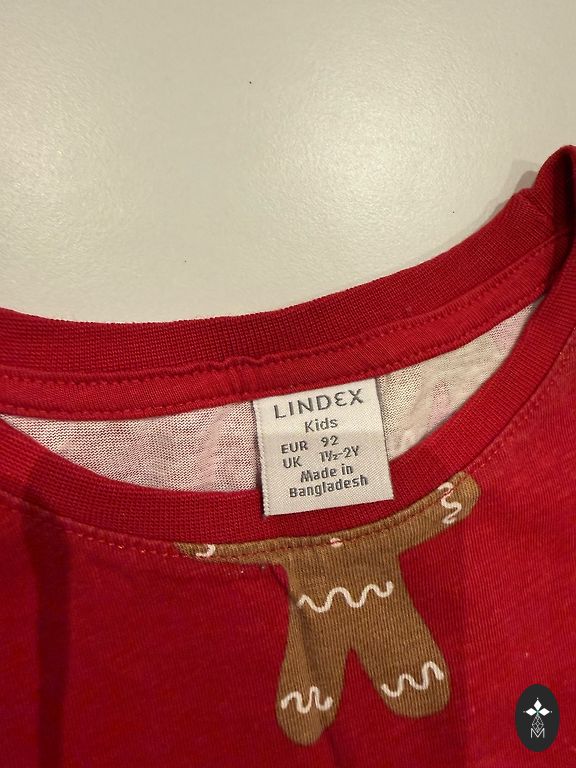 LINDEX
Kids
EUR 92
UK 1½-2Y
Made in
Bangladesh